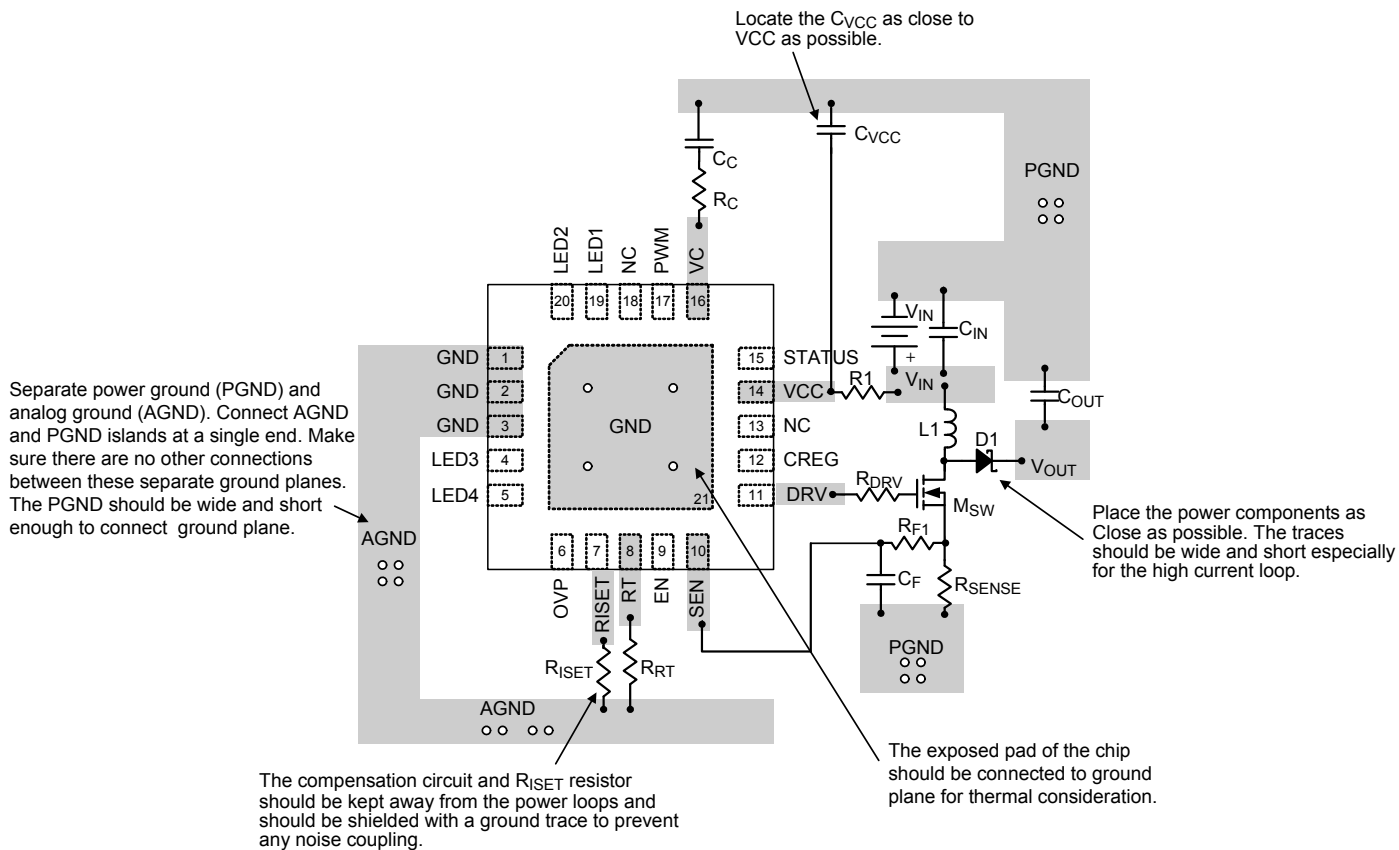 Locate the CVCC as close to
VCC as possible.
CVCC
CC
RC
PGND
LED2
LED1
NC
PWM
VC
20
19
18
17
16
VIN
CIN
+
VIN
GND
1
GND
2
GND
3
LED3
4
LED4
5
GND
21
15
STATUS
14
VCC
R1
13
NC
12
CREG
11
DRV
RDRV
L1
D1
COUT
VOUT
MSW
RF1
CF
RSENSE
PGND
6
7
8
9
10
OVP
RISET
RT
EN
SEN
RISET
RRT
AGND
AGND
Separate power ground (PGND) and
analog ground (AGND). Connect AGND
and PGND islands at a single end. Make
sure there are no other connections
between these separate ground planes.
The PGND should be wide and short
enough to connect ground plane.
Place the power components as
Close as possible. The traces
should be wide and short especially
for the high current loop.
The exposed pad of the chip
should be connected to ground
plane for thermal consideration.
The compensation circuit and RISET resistor
should be kept away from the power loops and
should be shielded with a ground trace to prevent
any noise coupling.